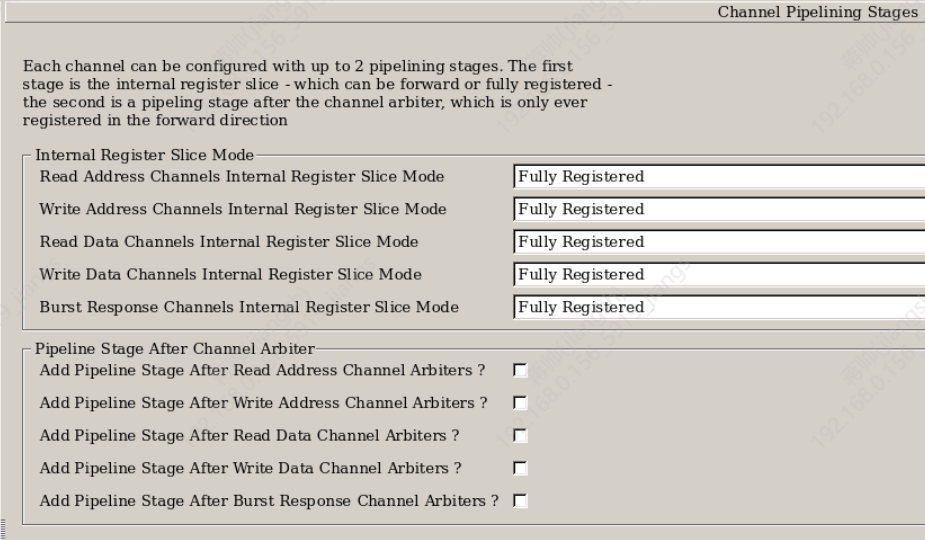 Channel Pipelining Stages
Each channel can be configured with up to 2 pipelining stages. The first
stage is the internal register slice - which can be forward or fully registered -
the second is a pipeling stage after the channel arbiter, which is only ever
registered in the forward direction
Internal Register Slice Mode
Read Address Channels Internal Register Slice Mode Fully Registered
Write Address Channels Internal Register Slice Mode Fully Registered
Read Data Channels Internal Register Slice Mode Fully Registered
Write Data Channels Internal Register Slice Mode Fully Registered
Burst Response Channels Internal Register Slice Mode Fully Registered
Pipeline Stage After Channel Arbiter
Add Pipeline Stage After Read Address Channel Arbiters ?
Add Pipeline Stage After Write Address Channel Arbiters ?
Add Pipeline Stage After Read Data Channel Arbiters ?
Add Pipeline Stage After Write Data Channel Arbiters ?
Add Pipeline Stage After Burst Response Channel Arbiters ?